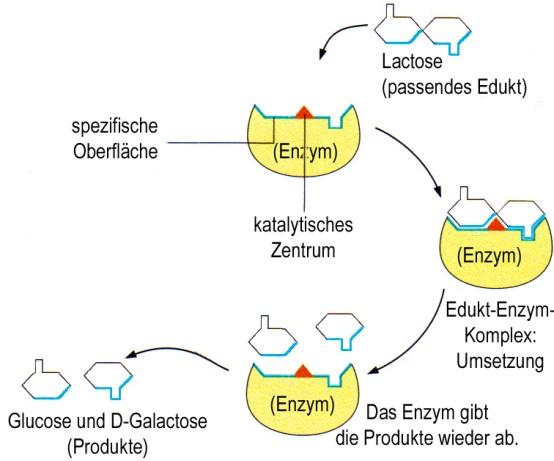 Lactose
(passendes Edukt)
spezifische
Oberfläche
(Enzym)
katalytisches
Zentrum
(Enzym)
Edukt-Enzym-
Komplex:
Umsetzung
(Enzym)
Das Enzym gibt
die Produkte wieder ab.
Glucose und D-Galactose
(Produkte)